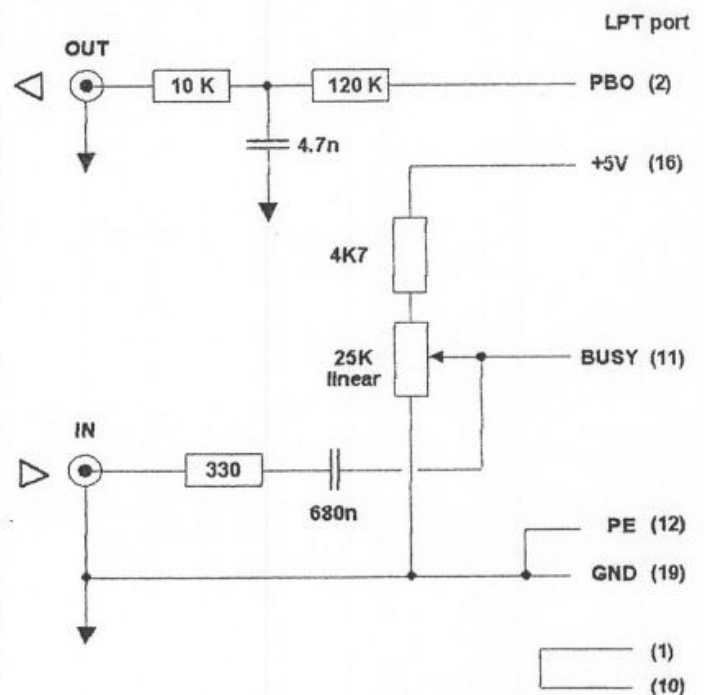 LPT port
OUT
10 K
120 K
PBO (2)
4.7n
+5V (16)
4K7
25K
linear
BUSY (11)
IN
330
680n
PE (12)
GND (19)
(1)
(10)